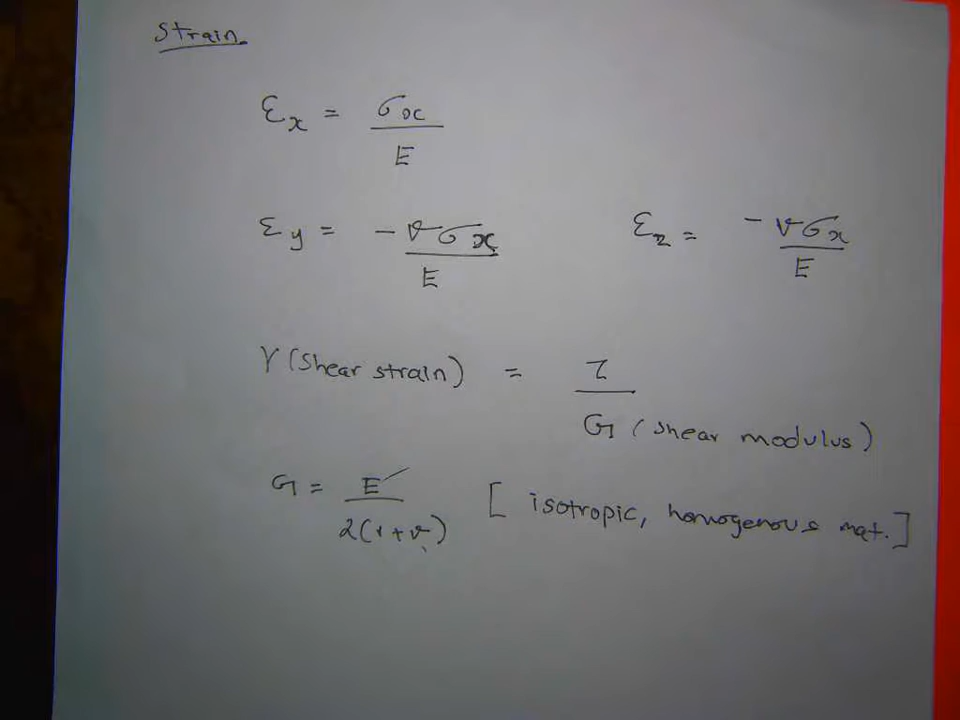 Strain
εx = σx / E
εy = -νσx / E    εz = -νσx / E
γ (Shear strain) = τ / G (shear modulus)
G = E / 2(1+ν) [isotropic, homogenous mat.]